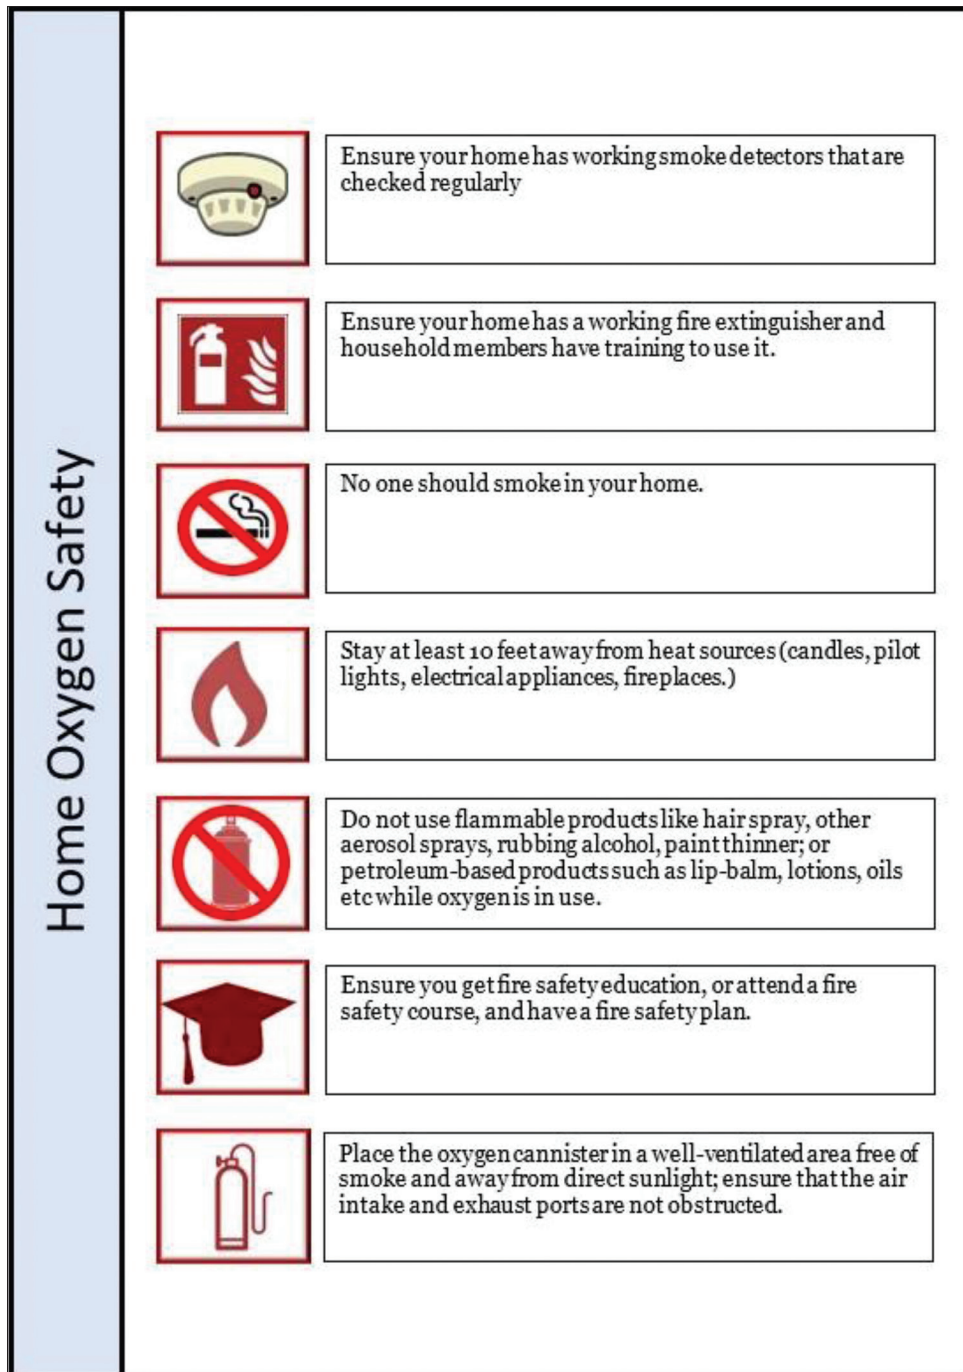 Home Oxygen Safety
Ensure your home has working smoke detectors that are
checked regularly
Ensure your home has a working fire extinguisher and
household members have training to use it.
No one should smoke in your home.
Stay at least 10 feet away from heat sources (candles, pilot
lights, electrical appliances, fireplaces.)
Do not use flammable products like hair spray, other
aerosol sprays, rubbing alcohol, paint thinner; or
petroleum-based products such as lip-balm, lotions, oils
etc while oxygen is in use.
Ensure you get fire safety education, or attend a fire
safety course, and have a fire safety plan.
Place the oxygen cannister in a well-ventilated area free of
smoke and away from direct sunlight; ensure that the air
intake and exhaust ports are not obstructed.